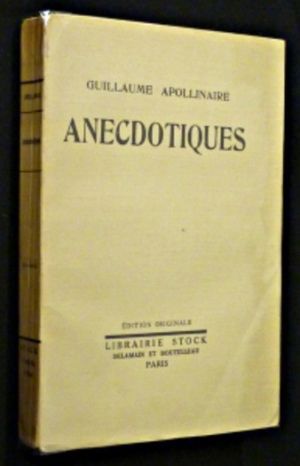 GUILLAUME APOLLINAIRE
ANECDOTIQUES
ÉDITION ORIGINALE
LIBRAIRIE STOCK
DELAMAIN ET BOUTELLEAU
PARIS